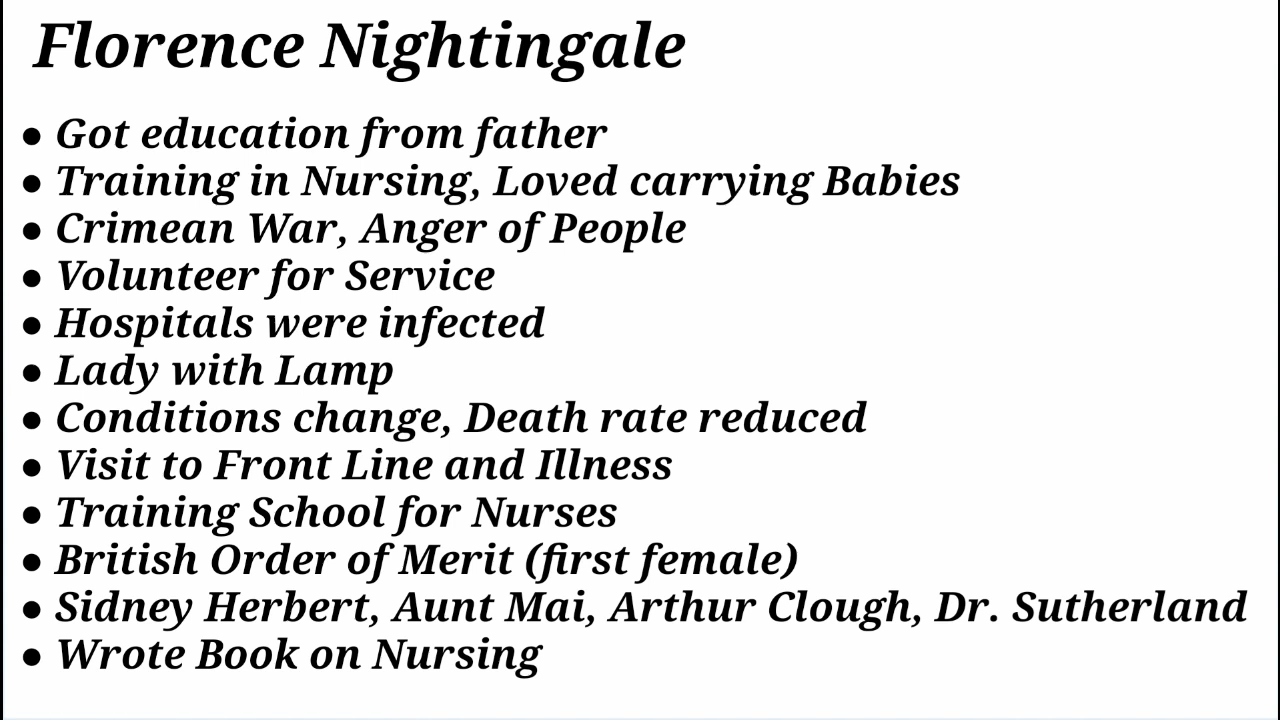 Florence Nightingale
• Got education from father
• Training in Nursing, Loved carrying Babies
• Crimean War, Anger of People
• Volunteer for Service
• Hospitals were infected
• Lady with Lamp
• Conditions change, Death rate reduced
• Visit to Front Line and Illness
• Training School for Nurses
• British Order of Merit (first female)
• Sidney Herbert, Aunt Mai, Arthur Clough, Dr. Sutherland
• Wrote Book on Nursing